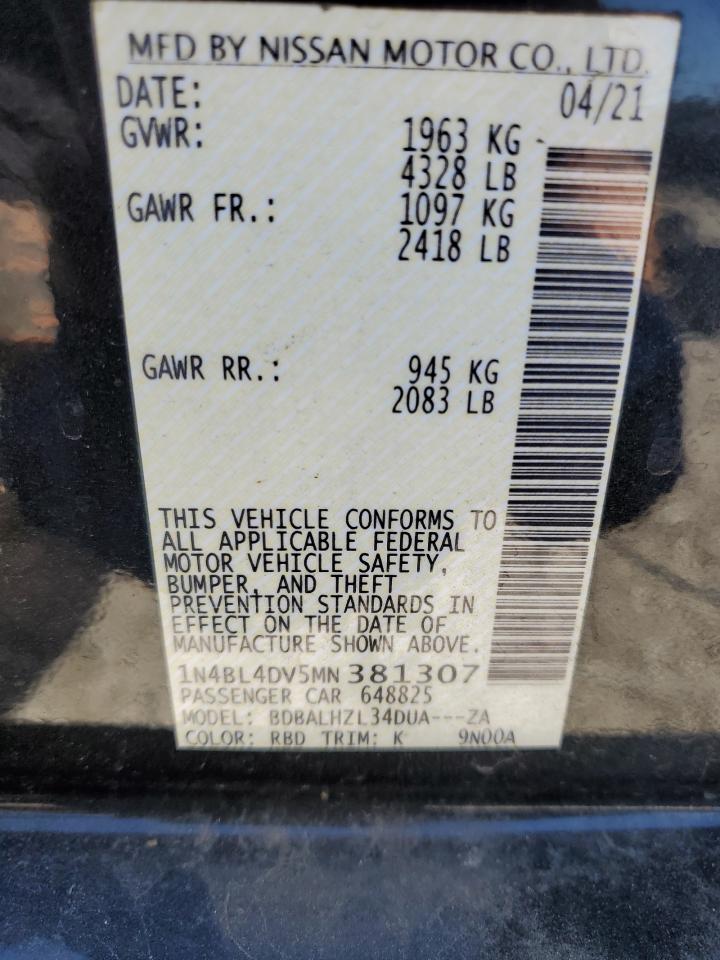 MFD BY NISSAN MOTOR CO., LTD.
DATE: 04/21
GVWR: 1963 KG
4328 LB
GAWR FR.: 1097 KG
2418 LB
GAWR RR.: 945 KG
2083 LB
THIS VEHICLE CONFORMS TO
ALL APPLICABLE FEDERAL
MOTOR VEHICLE SAFETY,
BUMPER, AND THEFT
PREVENTION STANDARDS IN
EFFECT ON THE DATE OF
MANUFACTURE SHOWN ABOVE.
1N4BL4DV5MN381307
PASSENGER CAR 648825
MODEL: BDBALHZL34DUA---ZA
COLOR: RBD TRIM: K 9N00A